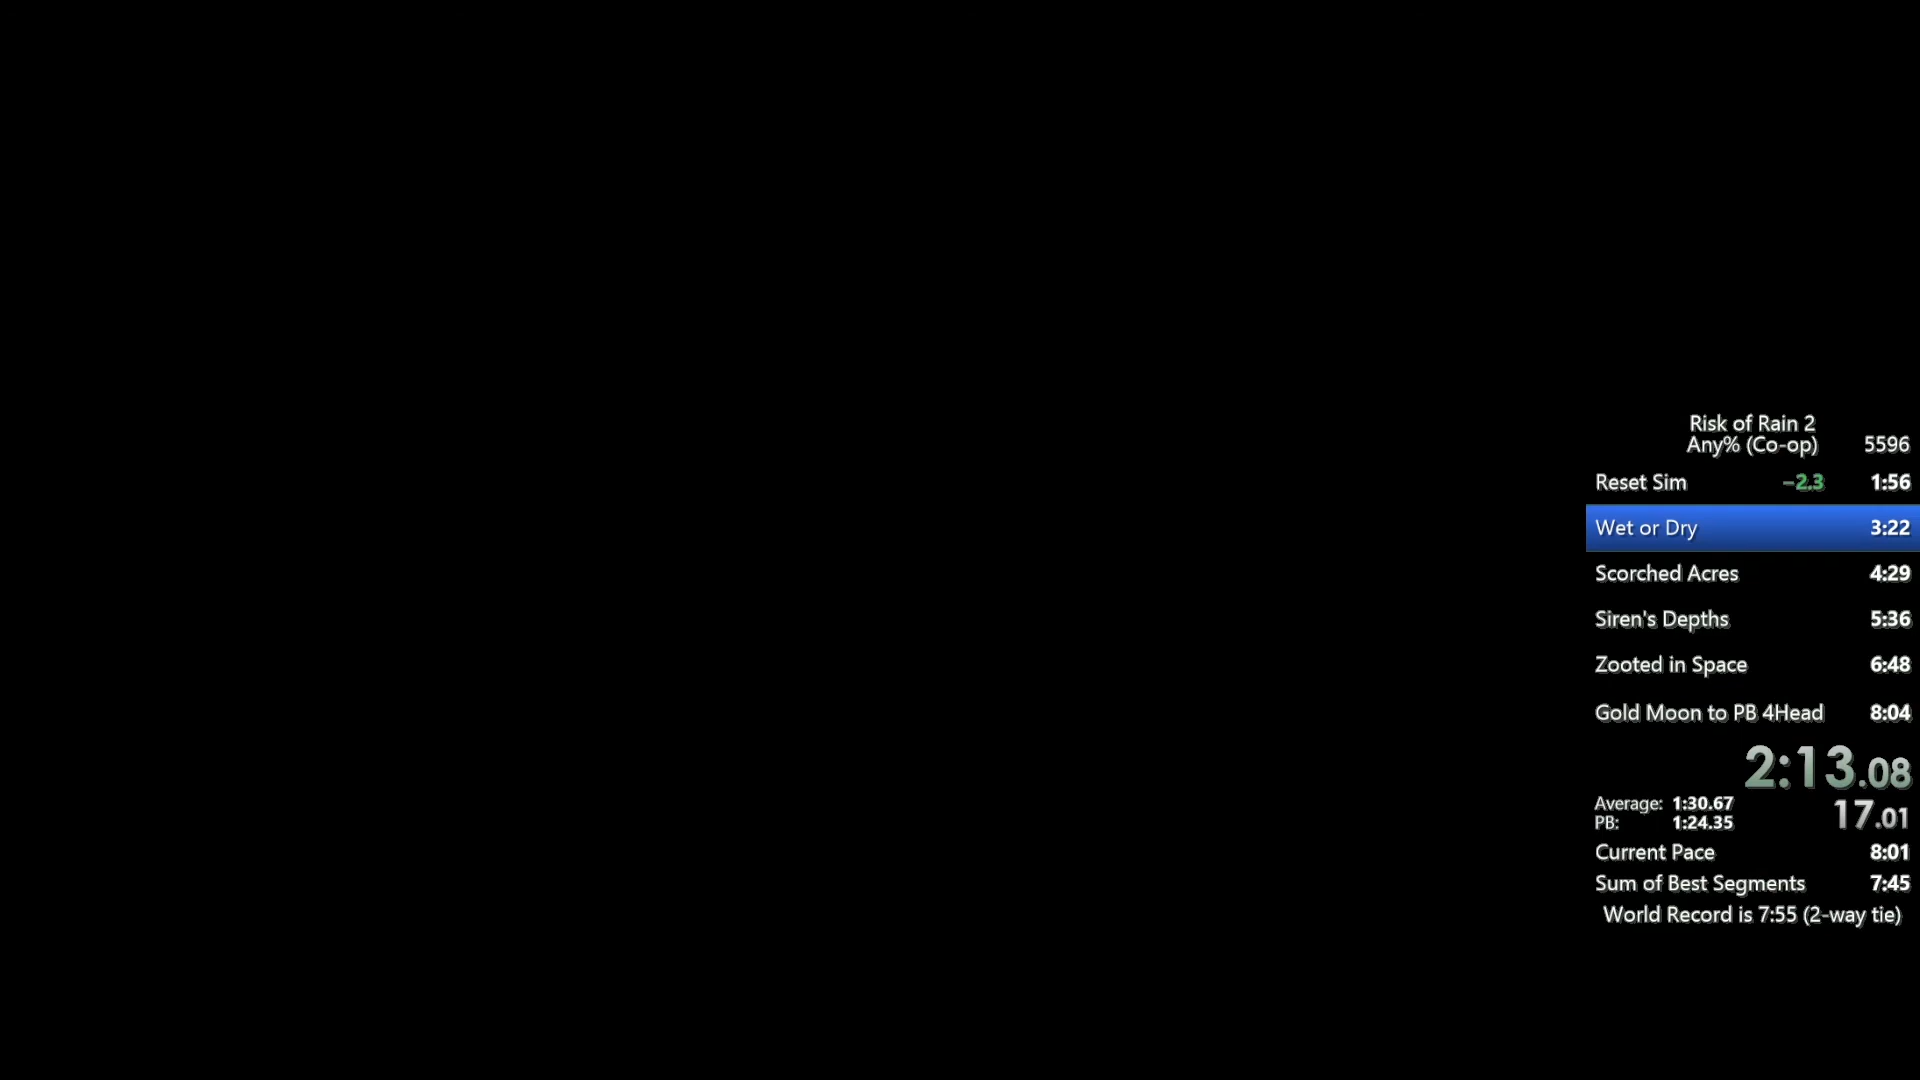 Risk of Rain 2
Any% (Co-op) 5596
Reset Sim −2.3 1:56
Wet or Dry 3:22
Scorched Acres 4:29
Siren's Depths 5:36
Zooted in Space 6:48
Gold Moon to PB 4Head 8:04
2:13.08
Average: 1:30.67 17.01
PB: 1:24.35
Current Pace 8:01
Sum of Best Segments 7:45
World Record is 7:55 (2-way tie)